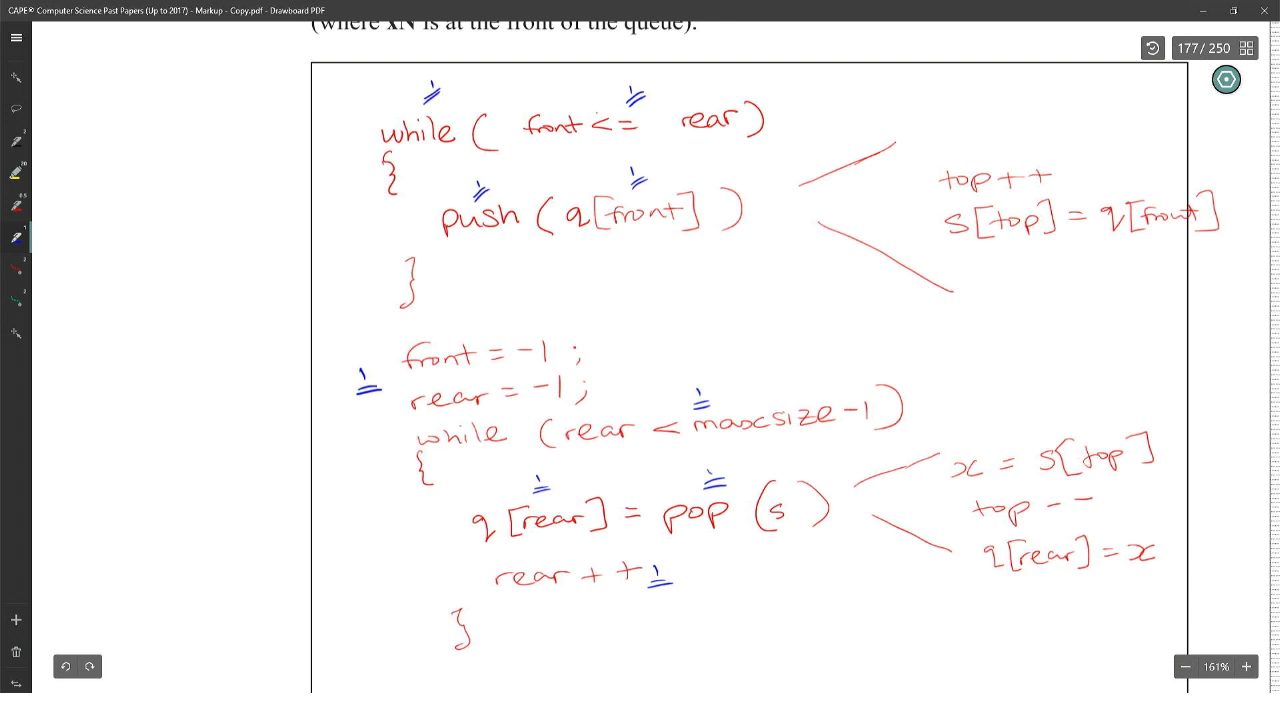 CAPE® Computer Science Past Papers (Up to 2017) - Markup - Copy.pdf - Drawboard PDF
(where xN is at the front of the queue).
177 / 250
while ( front <= rear )
{
push ( q[front] )
top ++
s[top] = q[front]
}
front = -1 ;
rear = -1 ;
while (rear < maxsize -1)
{
q[rear] = pop (s)
x = s[top]
top --
q[rear] = x
rear ++
}
161%